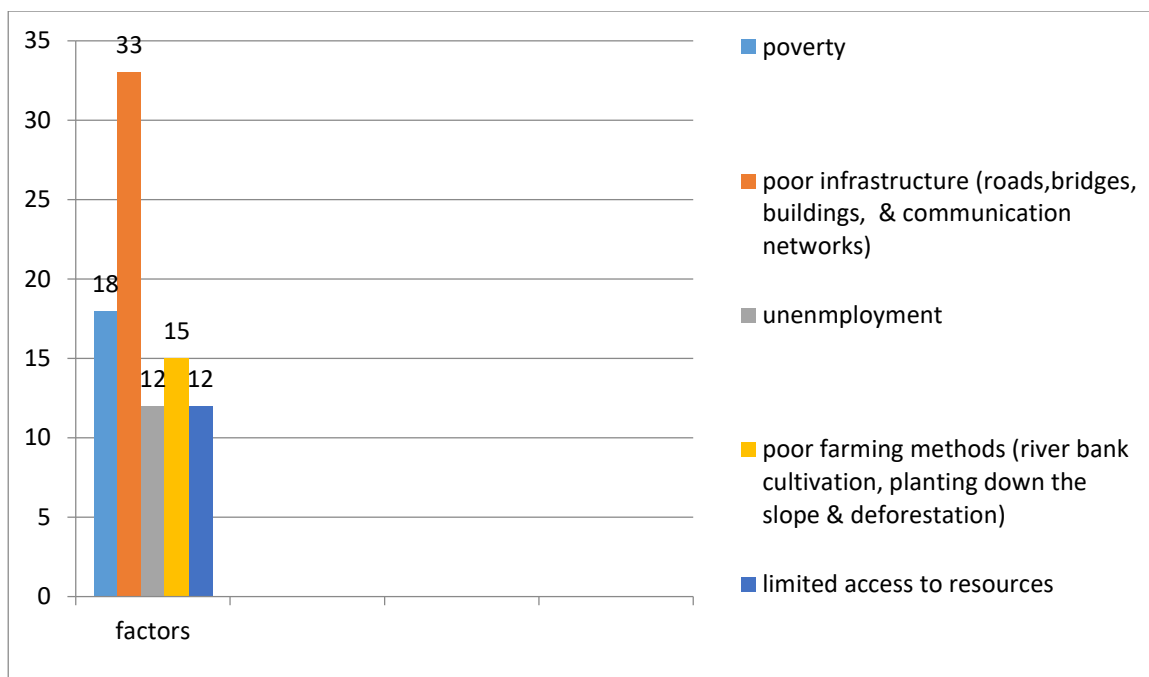 35
30
25
20
15
10
5
0
18
33
12
15
12
factors
poverty
poor infrastructure (roads,bridges,
buildings, & communication
networks)
unenmployment
poor farming methods (river bank
cultivation, planting down the
slope & deforestation)
limited access to resources